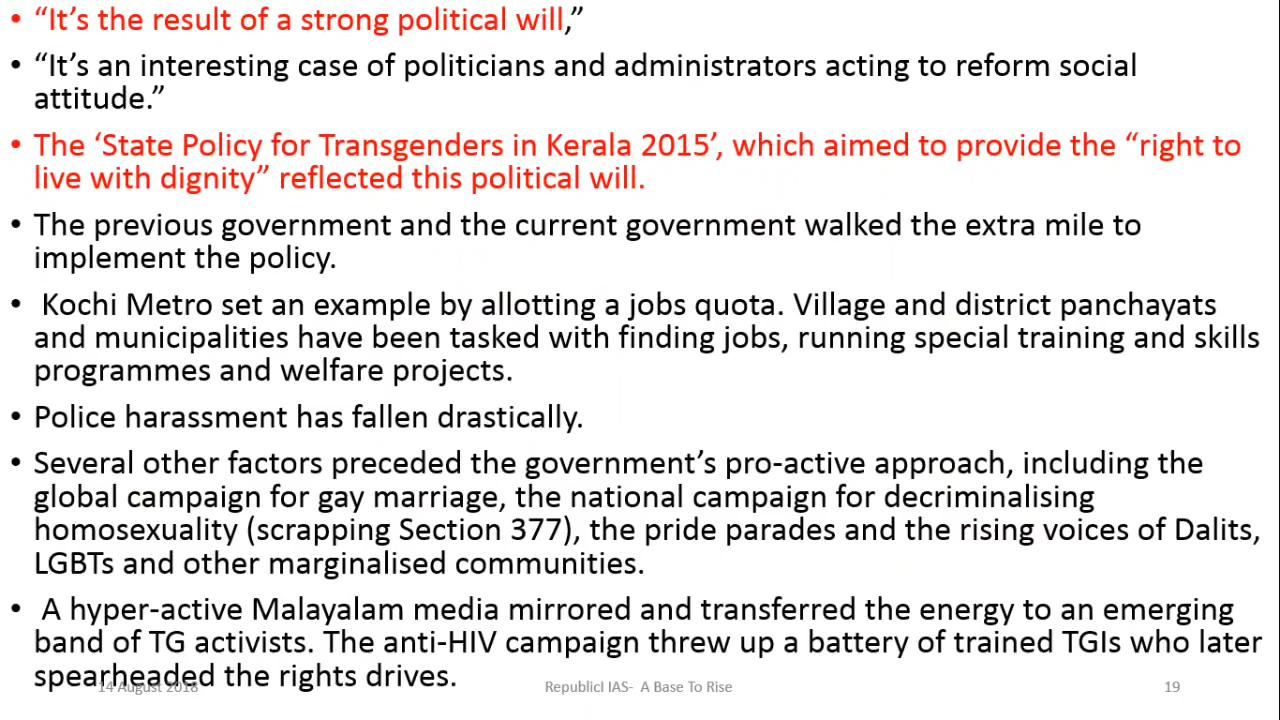 • “It’s the result of a strong political will,”
• “It’s an interesting case of politicians and administrators acting to reform social
attitude.”
• The ‘State Policy for Transgenders in Kerala 2015’, which aimed to provide the “right to
live with dignity” reflected this political will.
• The previous government and the current government walked the extra mile to
implement the policy.
• Kochi Metro set an example by allotting a jobs quota. Village and district panchayats
and municipalities have been tasked with finding jobs, running special training and skills
programmes and welfare projects.
• Police harassment has fallen drastically.
• Several other factors preceded the government’s pro-active approach, including the
global campaign for gay marriage, the national campaign for decriminalising
homosexuality (scrapping Section 377), the pride parades and the rising voices of Dalits,
LGBTs and other marginalised communities.
• A hyper-active Malayalam media mirrored and transferred the energy to an emerging
band of TG activists. The anti-HIV campaign threw up a battery of trained TGIs who later
spearheaded the rights drives.
14 August 2018 RepublicI IAS- A Base To Rise 19